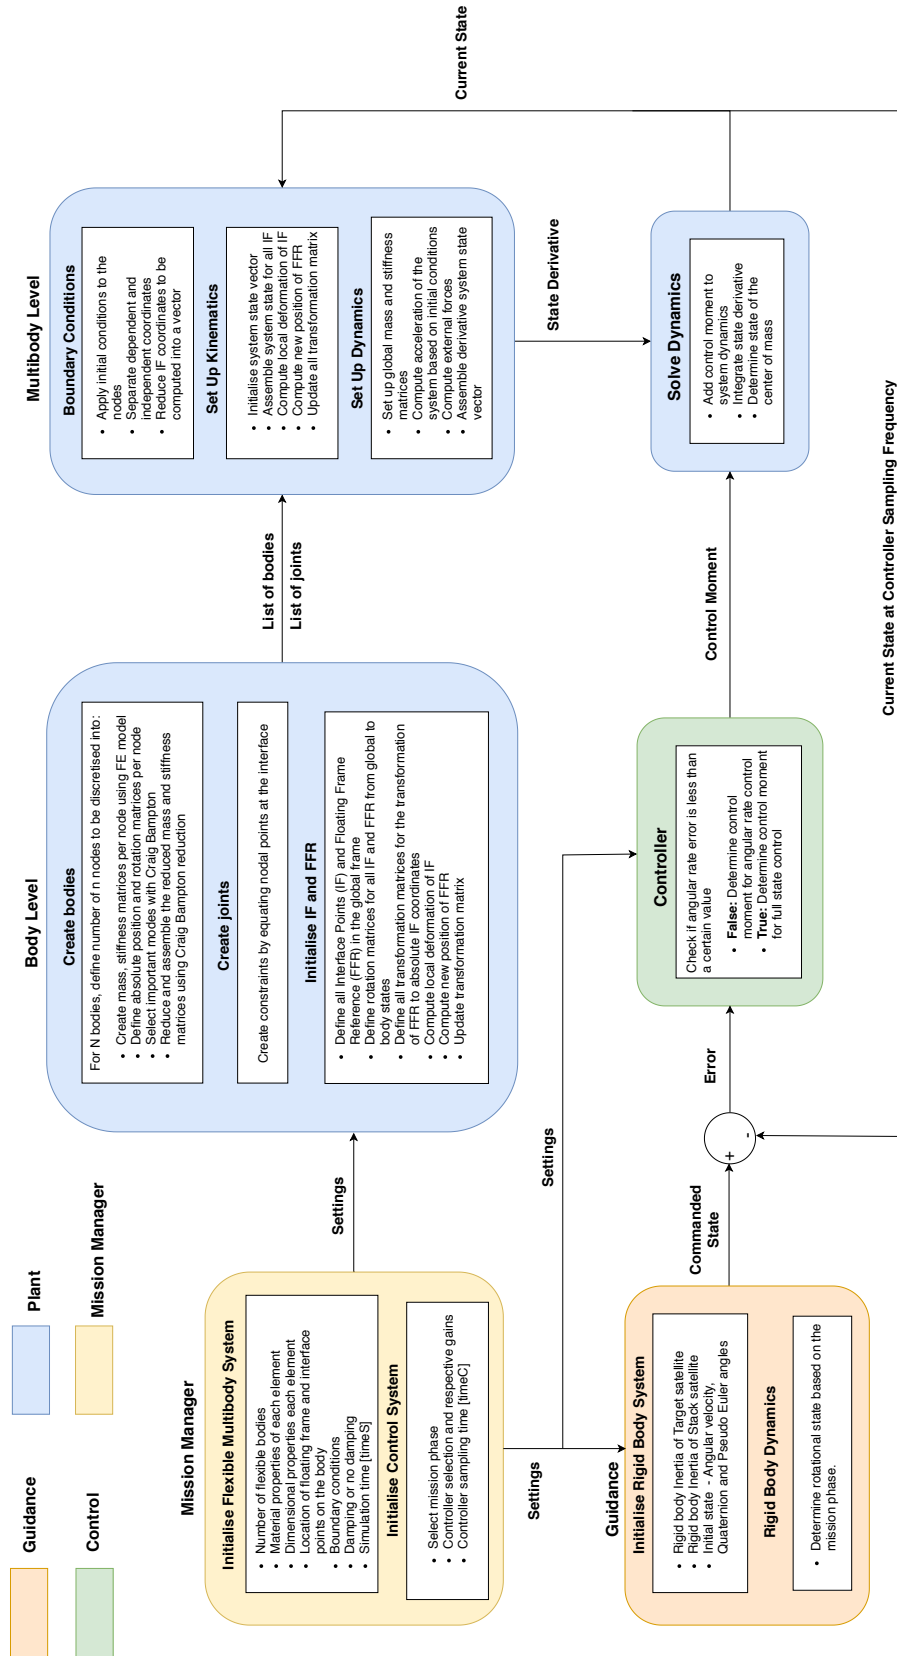 Guidance
Plant
Control
Mission Manager
Mission Manager
Initialise Flexible Multibody System
• Number of flexible bodies
• Material properties of each element
• Dimensional properties each element
• Location of floating frame and interface
points on the body
• Boundary conditions
• Damping or no damping
• Simulation time [timeS]
Initialise Control System
• Select mission phase
• Controller selection and respective gains
• Controller sampling time [timeC]
Settings
Body Level
Create bodies
For N bodies, define number of n nodes to be discretised into:
• Create mass, stiffness matrices per node using FE model
• Define absolute position and rotation matrices per node
• Select important modes with Craig Bampton
• Reduce and assemble the reduced mass and stiffness
matrices using Craig Bampton reduction
Create joints
Create constraints by equating nodal points at the interface
Initialise IF and FFR
• Define all Interface Points (IF) and Floating Frame
Reference (FFR) in the global frame
• Define rotation matrices for all IF and FFR from global to
body states
• Define all transformation matrices for the transformation
of FFR to absolute IF coordinates
• Compute local deformation of IF
• Compute new position of FFR
• Update transformation matrix
List of bodies
List of joints
Multibody Level
Boundary Conditions
• Apply initial conditions to the
nodes
• Separate dependent and
independent coordinates
• Reduce IF coordinates to be
computed into a vector
Set Up Kinematics
• Initialise system state vector
• Assemble system state for all IF
• Compute local deformation of IF
• Compute new position of FFR
• Update all transformation matrix
Set Up Dynamics
• Set up global mass and stiffness
matrices
• Compute acceleration of the
system based on initial conditions
• Compute external forces
• Assemble derivative system state
vector
Current State
State Derivative
Settings
Settings
Guidance
Initialise Rigid Body System
• Rigid body Inertia of Target satellite
• Rigid body Inertia of Stack satellite
• Initial state - Angular velocity,
Quaternion and Pseudo Euler angles
Rigid Body Dynamics
• Determine rotational state based on the
mission phase.
Commanded
State
+
-
Error
Controller
Check if angular rate error is less than
a certain value
• False: Determine control
moment for angular rate control
• True: Determine control moment
for full state control
Control Moment
Solve Dynamics
• Add control moment to
system dynamics
• Integrate state derivative
• Determine state of the
center of mass
Current State at Controller Sampling Frequency